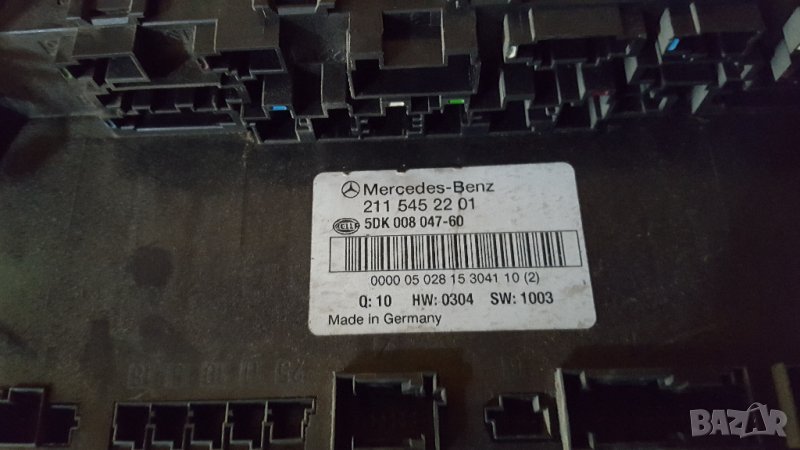 Mercedes-Benz
211 545 22 01
HELLA 5DK 008 047-60
0000 05 028 15 3041 10 (2)
Q: 10 HW: 0304 SW: 1003
Made in Germany
BAZAR